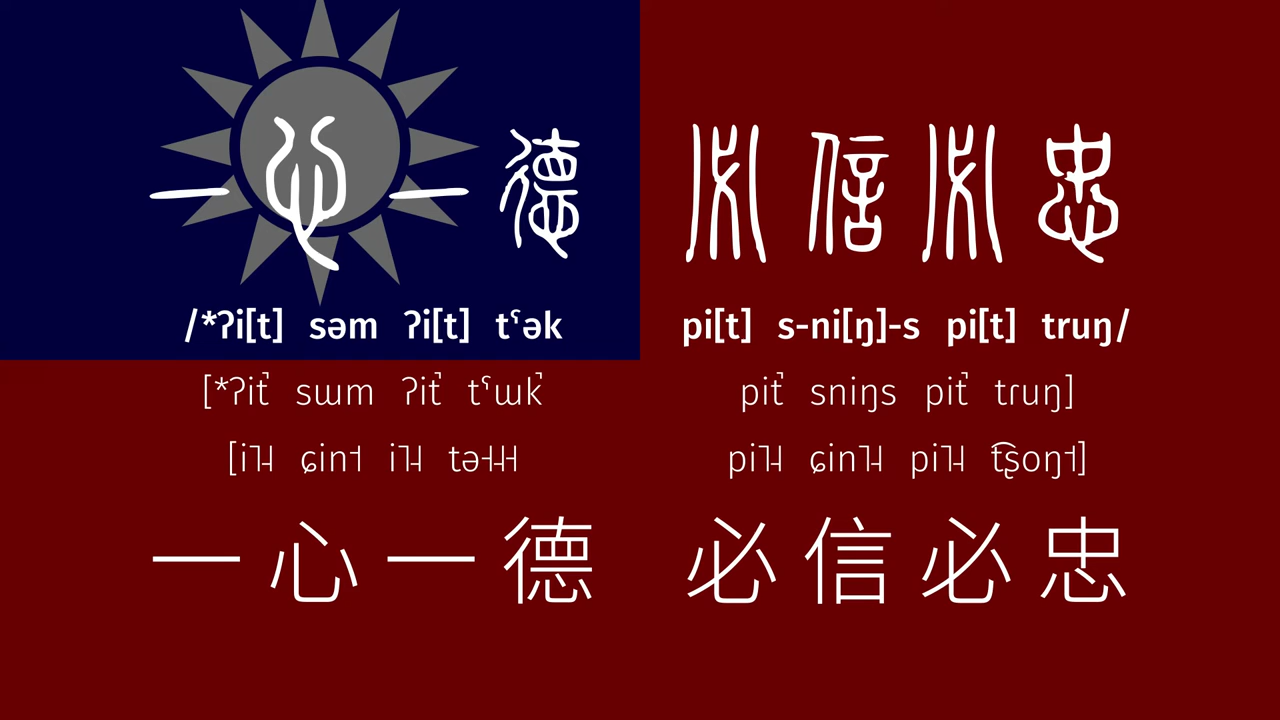 一心一德 必信必忠
/*ʔi[t] səm ʔi[t] tˤək pi[t] s-ni[ŋ]-s pi[t] truŋ/
[*ʔit̚ sɯm ʔit̚ tˤɯk̚ pit̚ sniŋs pit̚ tɾuŋ]
[i˥˨ ɕin˧ i˥˨ tə˧˧ pi˥˨ ɕin˥˨ pi˥˨ ʈ͡ʂoŋ˧]
一心一德 必信必忠